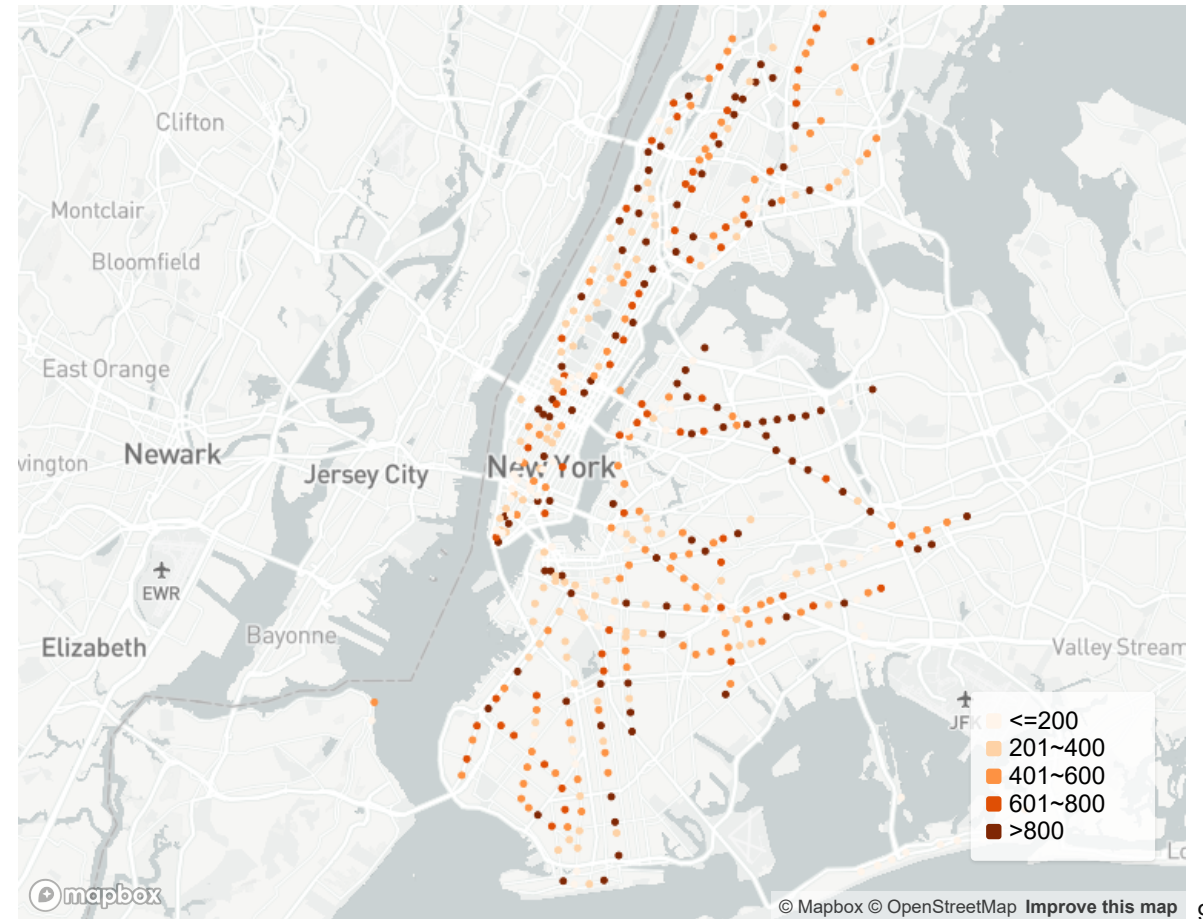 Clifton
Montclair
Bloomfield
East Orange
Newark
vington
Jersey City
New York
EWR
Elizabeth
Bayonne
Valley Stream
JFK
<=200
201~400
401~600
601~800
>800
Lo
mapbox
© Mapbox © OpenStreetMap Improve this map